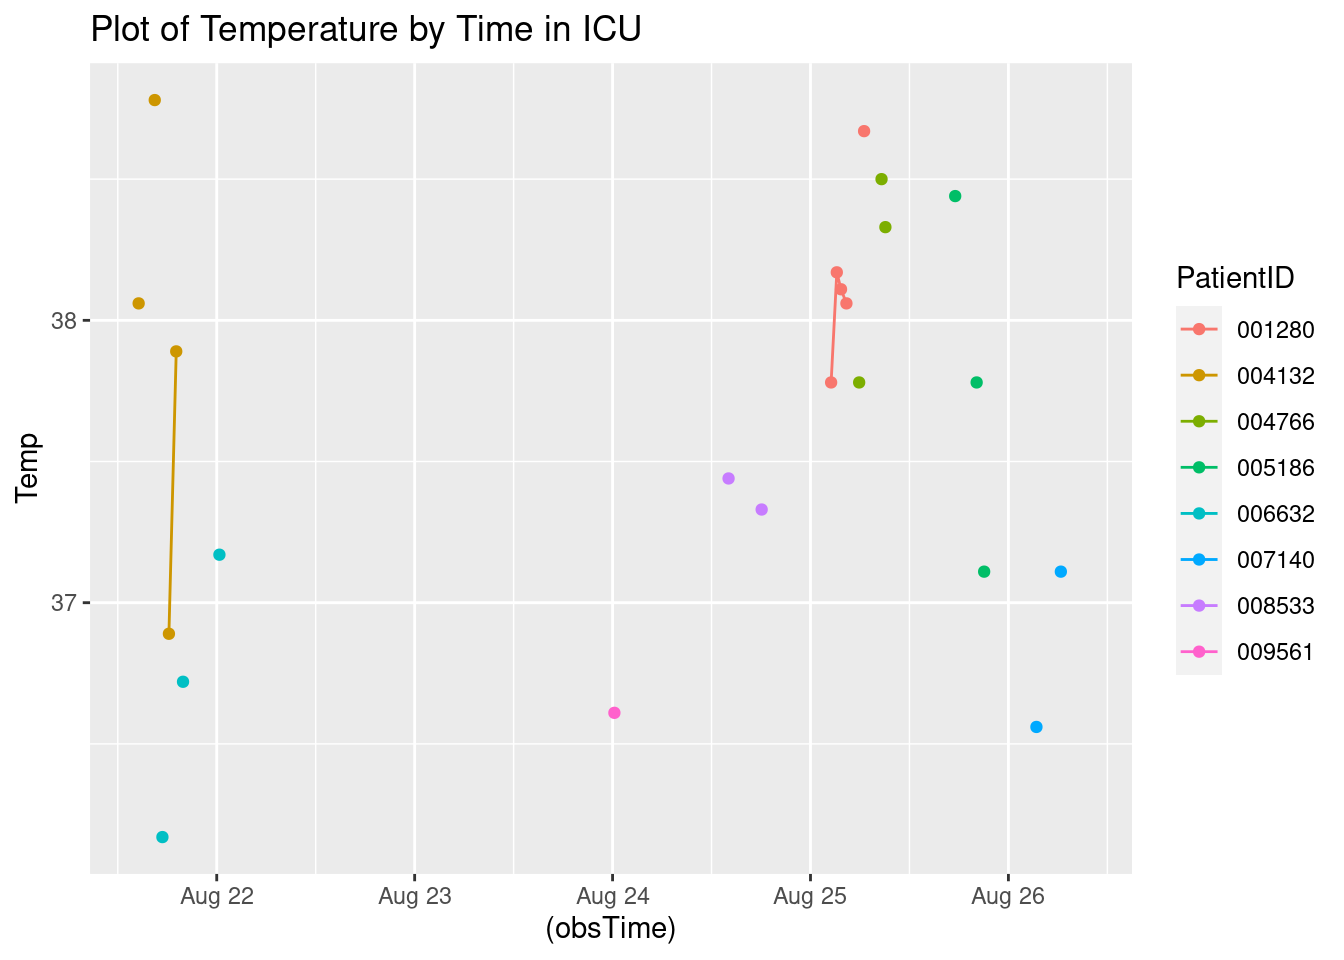 Plot of Temperature by Time in ICU
Temp
38
37
Aug 22 Aug 23 Aug 24 Aug 25 Aug 26
(obsTime)
PatientID
001280
004132
004766
005186
006632
007140
008533
009561